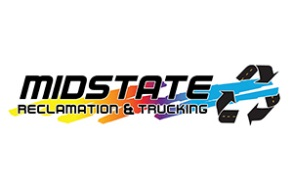 MIDSTATE
RECLAMATION & TRUCKING